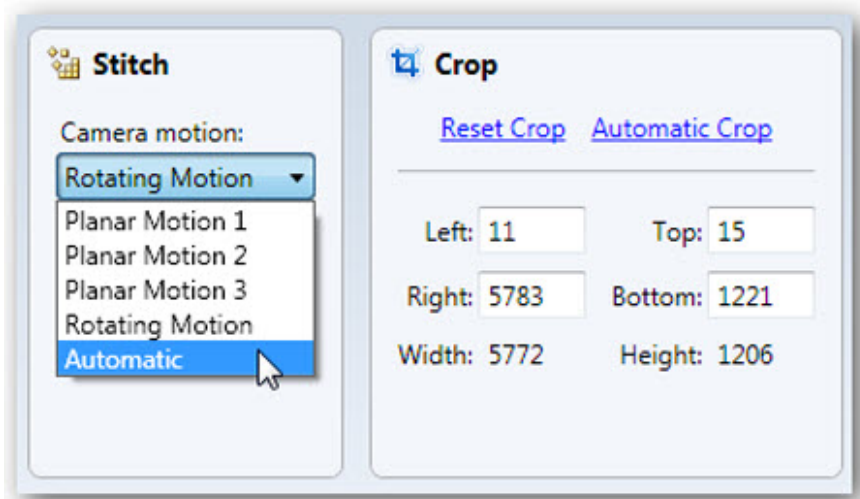 Stitch
Camera motion:
Rotating Motion
Planar Motion 1
Planar Motion 2
Planar Motion 3
Rotating Motion
Automatic
Crop
Reset Crop Automatic Crop
Left: 11 Top: 15
Right: 5783 Bottom: 1221
Width: 5772 Height: 1206